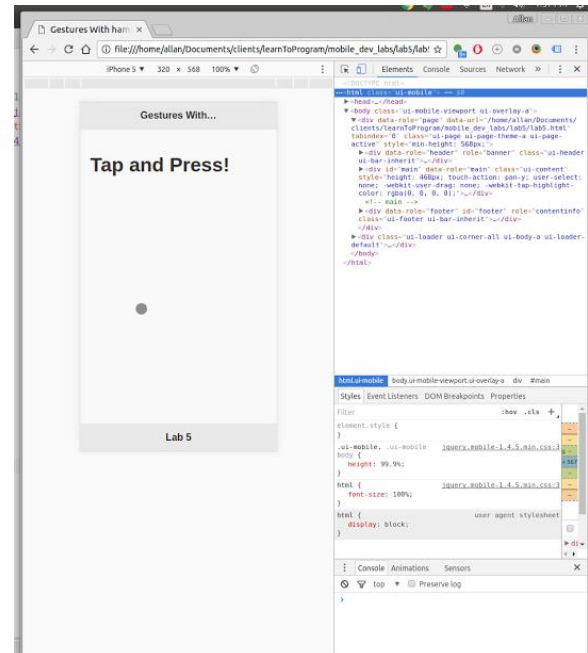 Allan
Gestures With ham
file:///home/allan/Documents/clients/learnToProgram/mobile_dev_labs/lab5/lab
iPhone 5 ▼ 320 × 568 100% ▼
Elements Console Sources Network »
Gestures With...
Tap and Press!
Lab 5
<!DOCTYPE html>
<html class="ui-mobile"> == $0
▶<head>…</head>
▼<body class="ui-mobile-viewport ui-overlay-a">
▼<div data-role="page" data-url="/home/allan/Documents/
clients/learnToProgram/mobile_dev_labs/lab5/lab5.html"
tabindex="0" class="ui-page ui-page-theme-a ui-page-
active" style="min-height: 568px;">
▶<div data-role="header" role="banner" class="ui-header
ui-bar-inherit">…</div>
▶<div id="main" data-role="main" class="ui-content"
style="height: 468px; touch-action: pan-y; user-select:
none; -webkit-user-drag: none; -webkit-tap-highlight-
color: rgba(0, 0, 0, 0);">…</div>
<!-- main -->
▶<div data-role="footer" id="footer" role="contentinfo"
class="ui-footer ui-bar-inherit">…</div>
</div>
▶<div class="ui-loader ui-corner-all ui-body-a ui-loader-
default">…</div>
</body>
</html>
html.ui-mobile body.ui-mobile-viewport.ui-overlay-a div #main
Styles Event Listeners DOM Breakpoints Properties
Filter :hov .cls +
element.style {
}
.ui-mobile, .ui-mobile jquery.mobile-1.4.5.min.css:3
body {
height: 99.9%;
}
html { jquery.mobile-1.4.5.min.css:3
font-size: 100%;
}
html { user agent stylesheet
display: block;
}
Console Animations Sensors
top ▼ Preserve log
>